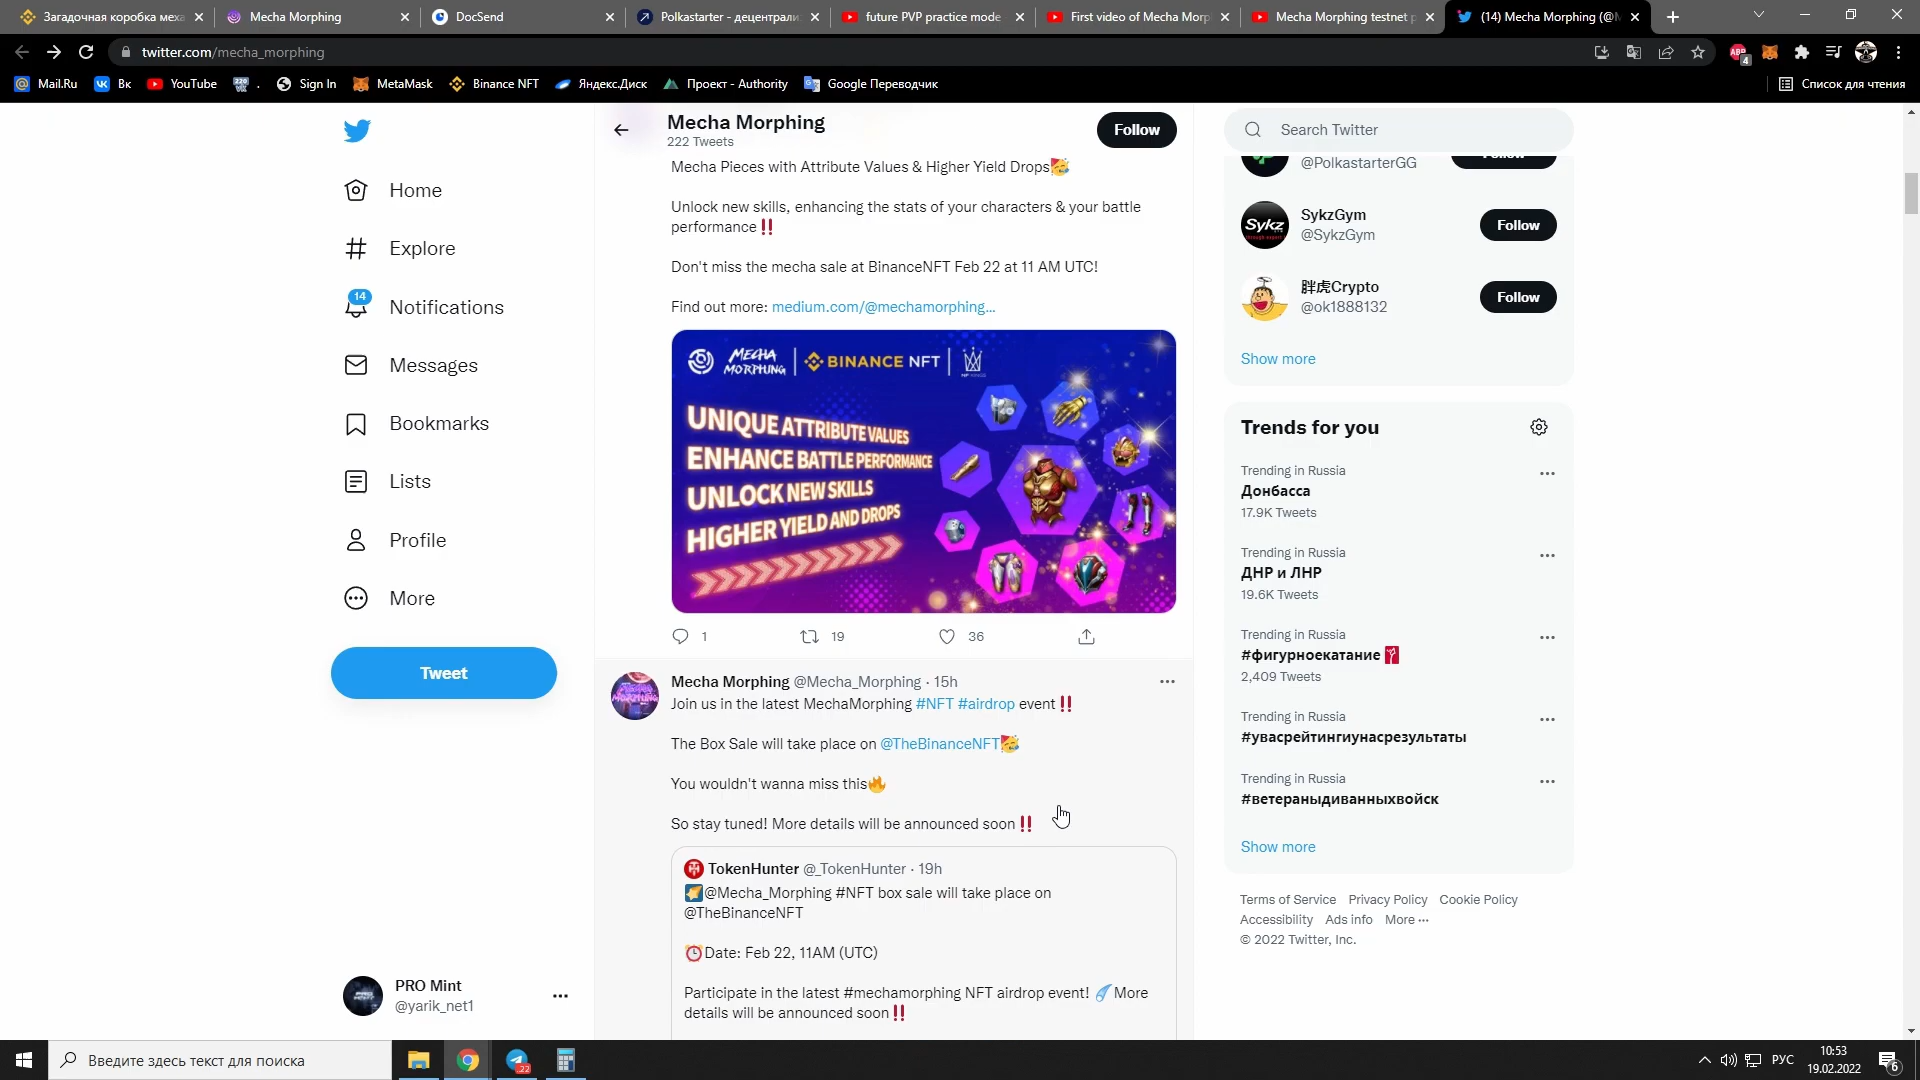 Загадочная коробка меха
Mecha Morphing
DocSend
Polkastarter - децентрали
future PVP practice mode
First video of Mecha Morp
Mecha Morphing testnet p
(14) Mecha Morphing (@M
twitter.com/mecha_morphing
ABP
4
Mail.Ru
Вк
YouTube
.
Sign In
MetaMask
Binance NFT
Яндекс.Диск
Проект - Authority
Google Переводчик
Список для чтения
Home
Explore
14
Notifications
Messages
Bookmarks
Lists
Profile
More
Tweet
PRO Mint
@yarik_net1
Mecha Morphing
222 Tweets
Follow
Mecha Pieces with Attribute Values & Higher Yield Drops🥳
Unlock new skills, enhancing the stats of your characters & your battle
performance‼️
Don't miss the mecha sale at BinanceNFT Feb 22 at 11 AM UTC!
Find out more: medium.com/@mechamorphing...
MECHA
MORPHING
BINANCE NFT
UNIQUE ATTRIBUTE VALUES
ENHANCE BATTLE PERFORMANCE
UNLOCK NEW SKILLS
HIGHER YIELD AND DROPS
1
19
36
Mecha Morphing @Mecha_Morphing · 15h
Join us in the latest MechaMorphing #NFT #airdrop event‼️
The Box Sale will take place on @TheBinanceNFT🥳
You wouldn't wanna miss this🔥
So stay tuned! More details will be announced soon‼️
TokenHunter @_TokenHunter · 19h
🌠@Mecha_Morphing #NFT box sale will take place on
@TheBinanceNFT
⏰Date: Feb 22, 11AM (UTC)
Participate in the latest #mechamorphing NFT airdrop event! ☄️More
details will be announced soon‼️
Search Twitter
@PolkastarterGG
Follow
Sykz
SykzGym
@SykzGym
Follow
胖虎Crypto
@ok1888132
Follow
Show more
Trends for you
Trending in Russia
Донбасса
17.9K Tweets
Trending in Russia
ДНР и ЛНР
19.6K Tweets
Trending in Russia
#фигурноекатание
2,409 Tweets
Trending in Russia
#увасрейтингиунасрезультаты
Trending in Russia
#ветераныдиванныхвойск
Show more
Terms of Service Privacy Policy Cookie Policy
Accessibility Ads info More ···
© 2022 Twitter, Inc.
Введите здесь текст для поиска
22
РУС
10:53
19.02.2022
6